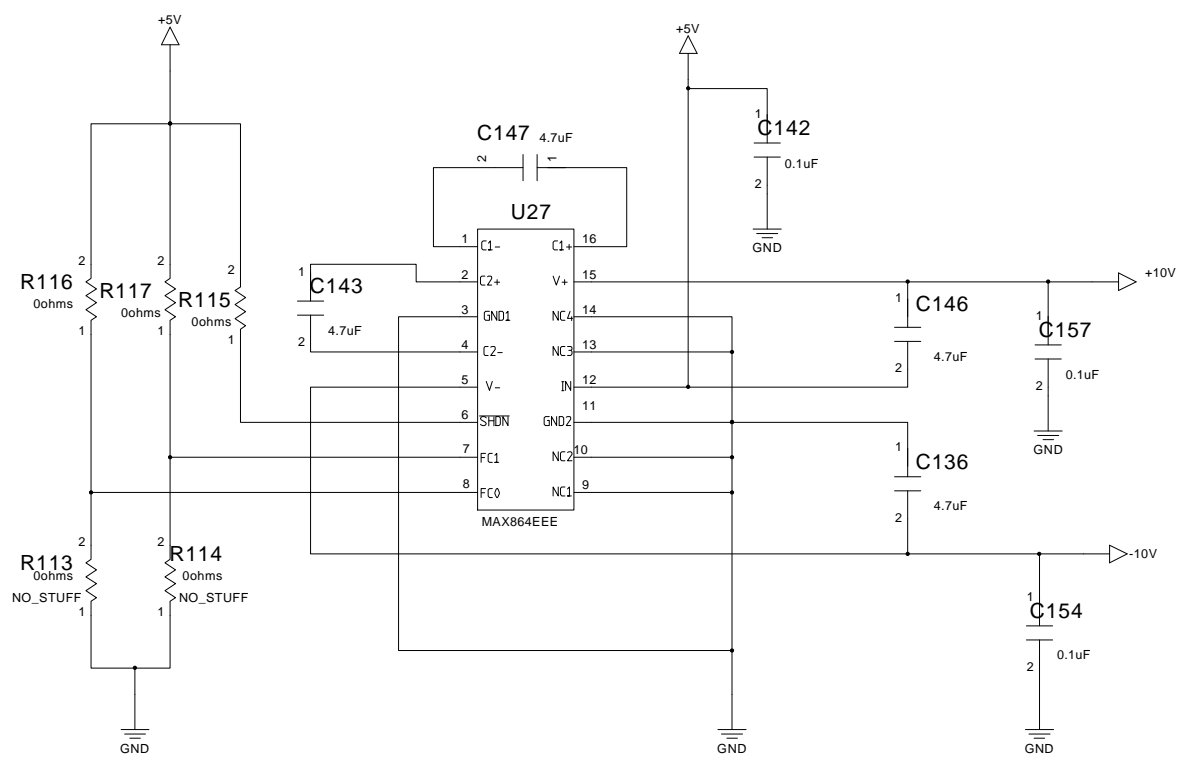 +5V
+5V
C147 4.7uF
2 1
1
C142
0.1uF
2
GND
U27
1 C1- C1+ 16
2 C2+ V+ 15
3 GND1 NC4 14
4 C2- NC3 13
5 V- IN 12
6 SHDN GND2 11
7 FC1 NC2 10
8 FC0 NC1 9
MAX864EEE
2
R116
0ohms
1
2
R117
0ohms
1
2
R115
0ohms
1
1
C143
4.7uF
2
+10V
1
C146
4.7uF
2
1
C157
0.1uF
2
GND
1
C136
4.7uF
2
-10V
2
R113
0ohms
NO_STUFF
1
2
R114
0ohms
NO_STUFF
1
1
C154
0.1uF
2
GND
GND
GND